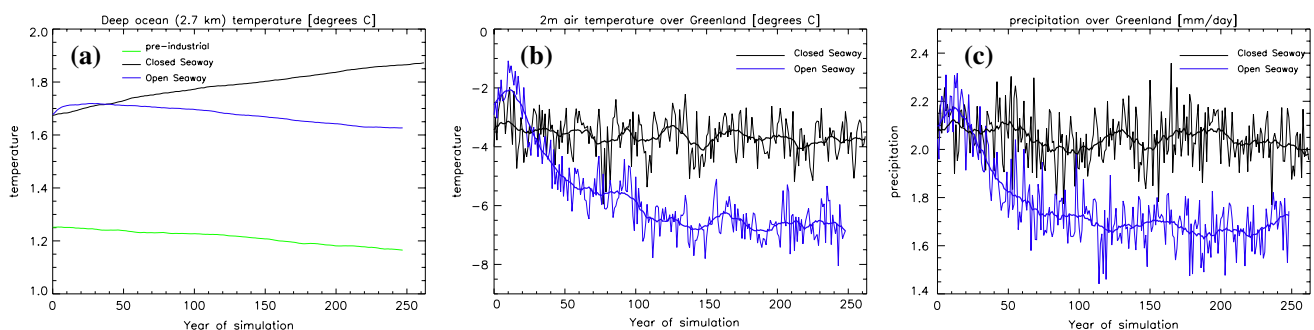 Deep ocean (2.7 km) temperature [degrees C]
(a)
pre-industrial
Closed Seaway
Open Seaway
temperature
2.0
1.8
1.6
1.4
1.2
1.0
0 50 100 150 200 250
Year of simulation
2m air temperature over Greenland [degrees C]
(b)
Closed Seaway
Open Seaway
temperature
0
−2
−4
−6
−8
0 50 100 150 200 250
Year of simulation
precipitation over Greenland [mm/day]
(c)
Closed Seaway
Open Seaway
precipitation
2.4
2.2
2.0
1.8
1.6
1.4
0 50 100 150 200 250
Year of simulation